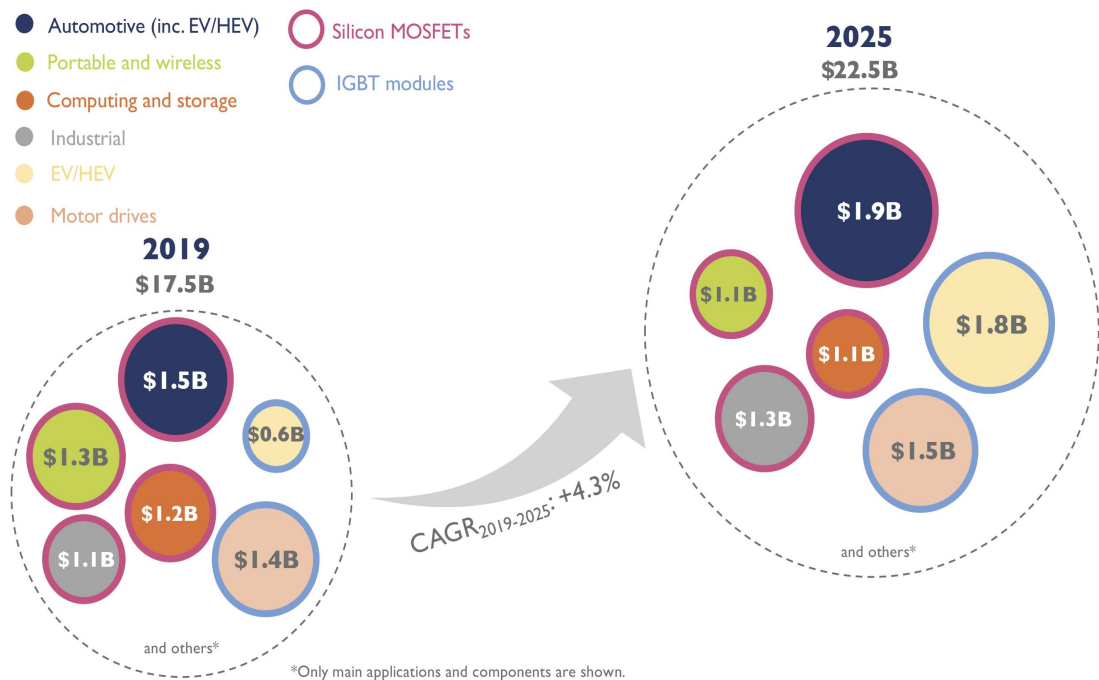 Automotive (inc. EV/HEV)
Portable and wireless
Computing and storage
Industrial
EV/HEV
Motor drives
Silicon MOSFETs
IGBT modules
2019
$17.5B
$1.5B
$1.3B
$0.6B
$1.2B
$1.1B
$1.4B
and others*
CAGR2019-2025: +4.3%
2025
$22.5B
$1.9B
$1.1B
$1.8B
$1.1B
$1.3B
$1.5B
and others*
*Only main applications and components are shown.